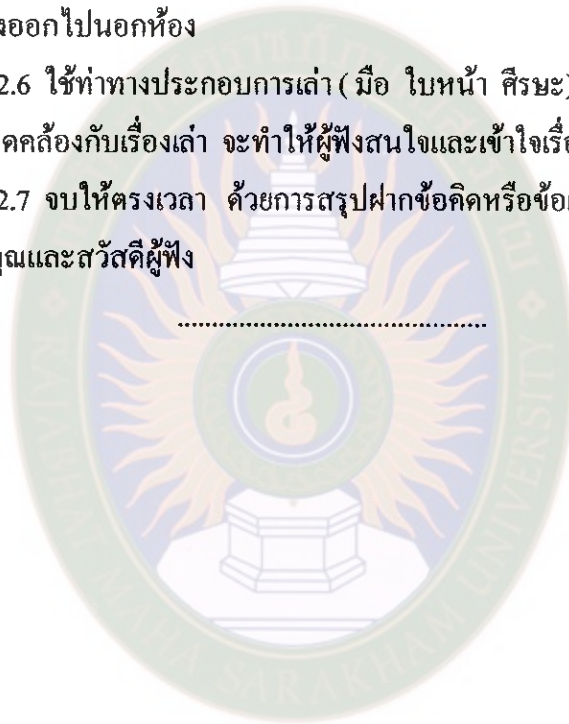 งออกไปนอกห้อง
2.6 ใช้ท่าทางประกอบการเล่า ( มือ ใบหน้า ศีรษะ)
ดคล้องกับเรื่องเล่า จะทำให้ผู้ฟังสนใจและเข้าใจเรื่อ
2.7 จบให้ตรงเวลา ด้วยการสรุปฝากข้อคิดหรือข้อ
ุณและสวัสดีผู้ฟัง
RAJABHAT MAHA SARAKHAM UNIVERSITY